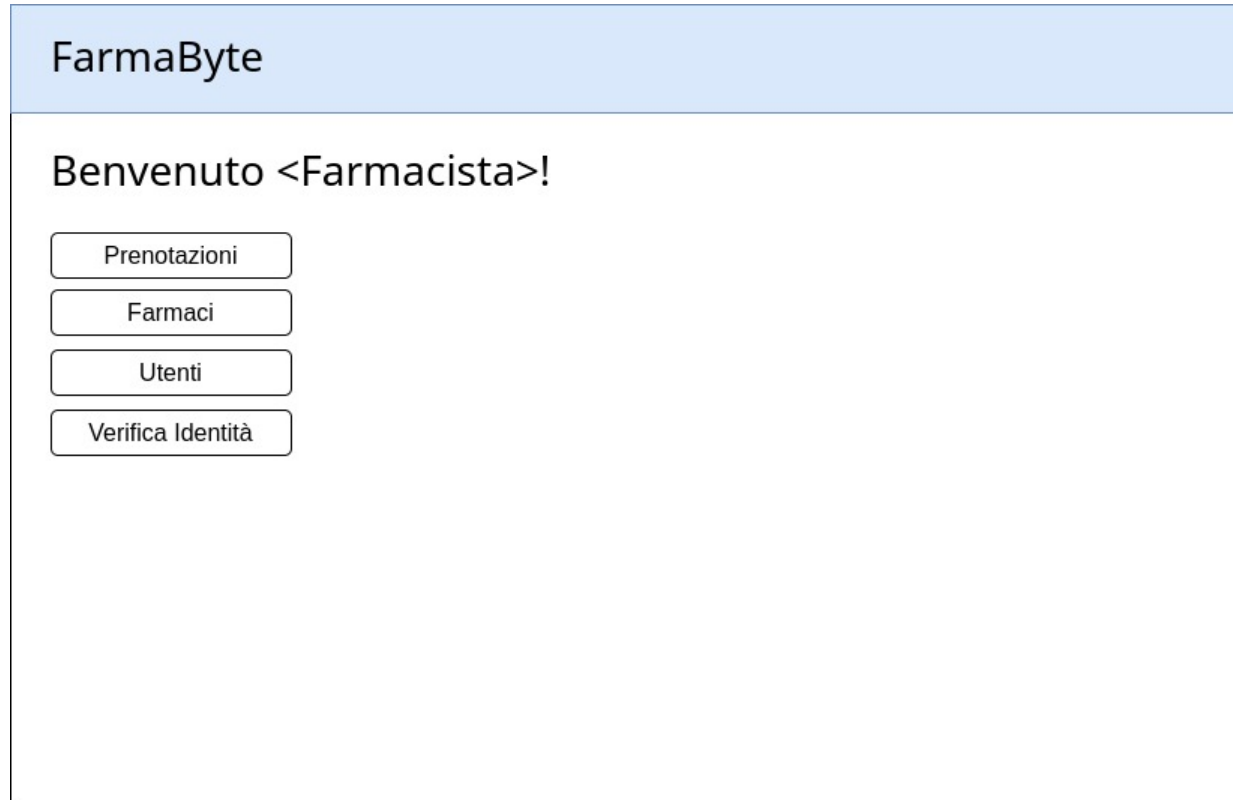 FarmaByte
Benvenuto <Farmacista>!
Prenotazioni
Farmaci
Utenti
Verifica Identità